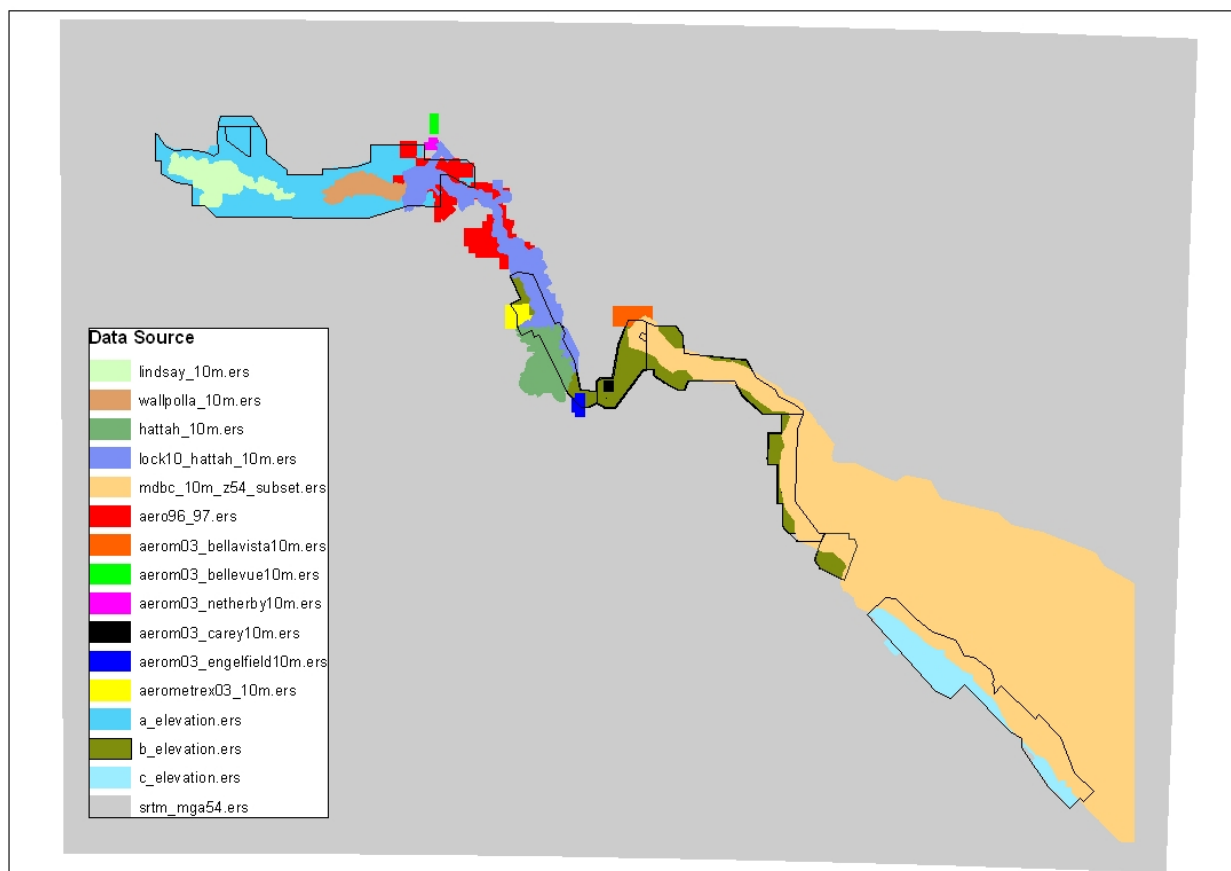 Data Source
lindsay_10m.ers
wallpolla_10m.ers
hattah_10m.ers
lock10_hattah_10m.ers
mdbc_10m_z54_subset.ers
aero96_97.ers
aerom03_bellavista10m.ers
aerom03_bellevue10m.ers
aerom03_netherby10m.ers
aerom03_carey10m.ers
aerom03_engelfield10m.ers
aerometrex03_10m.ers
a_elevation.ers
b_elevation.ers
c_elevation.ers
srtm_mga54.ers